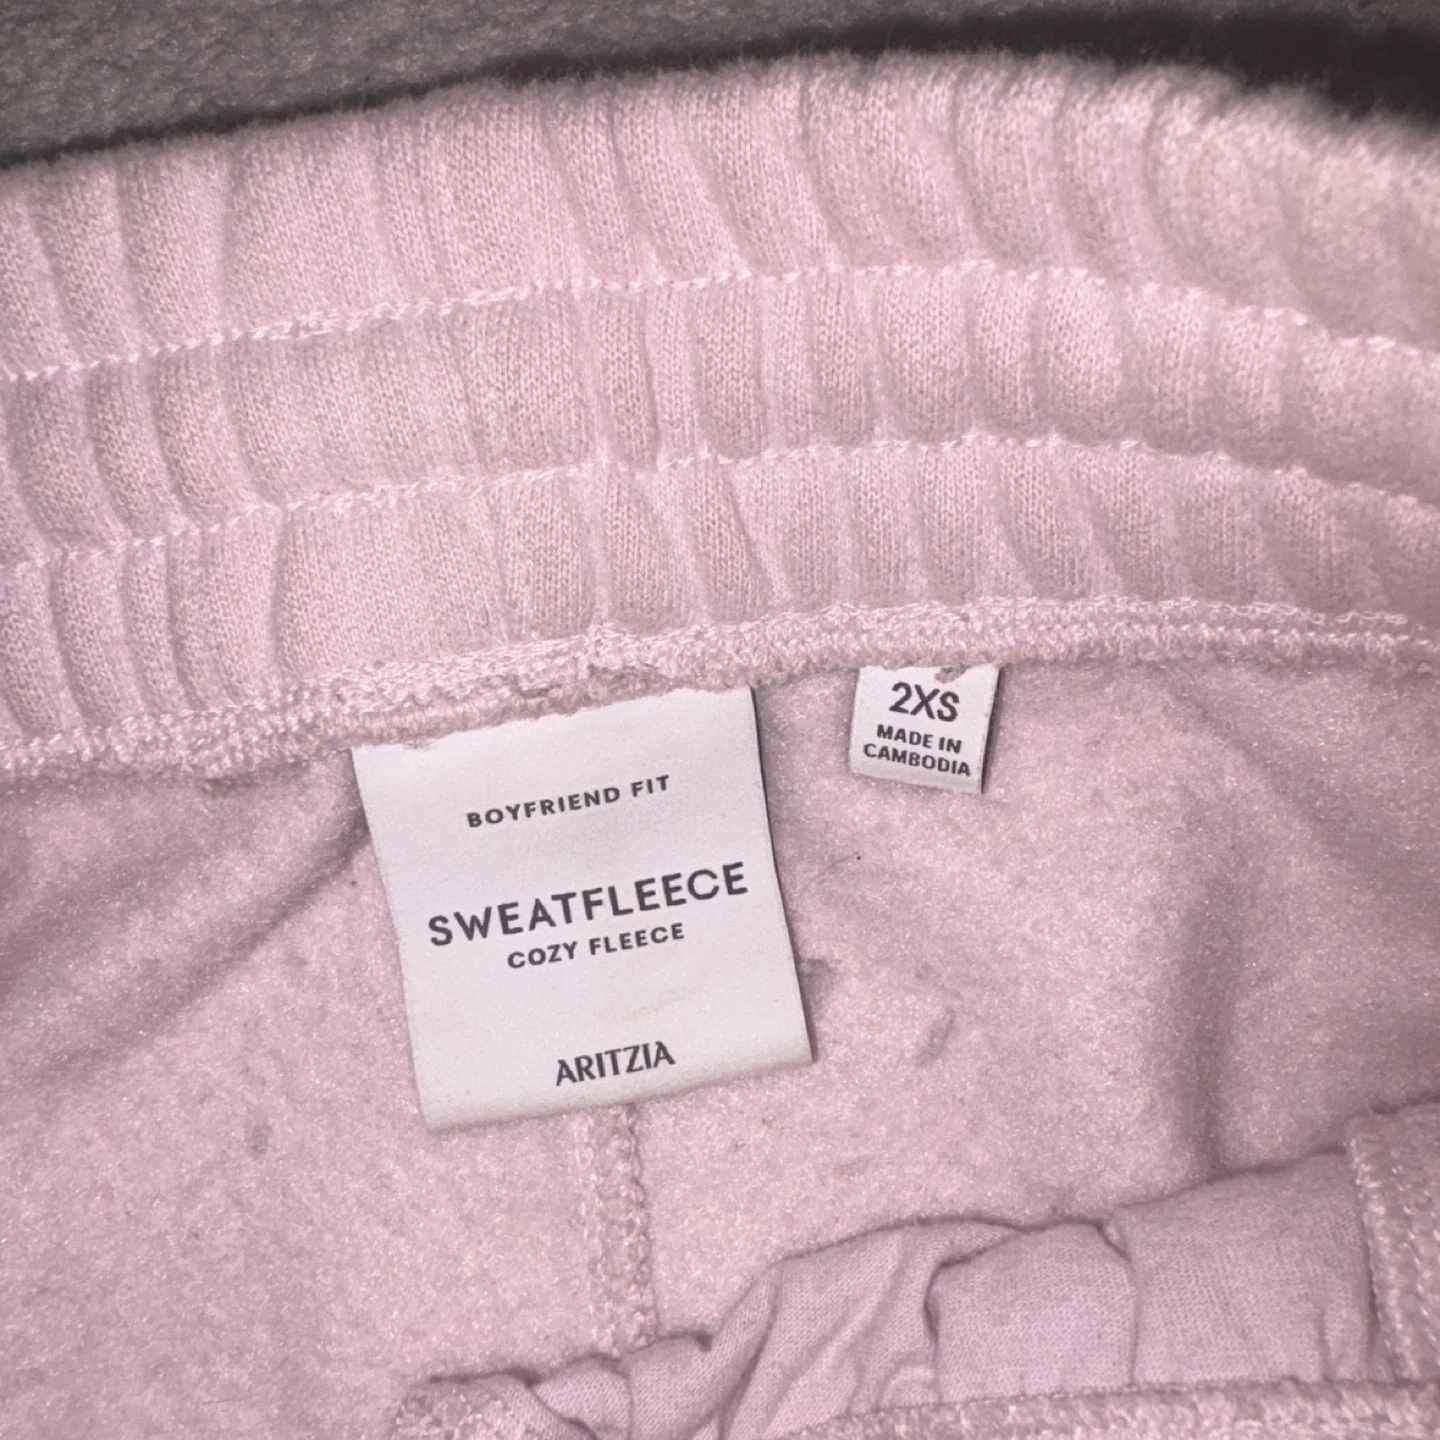 BOYFRIEND FIT
SWEATFLEECE
COZY FLEECE
ARITZIA
2XS
MADE IN
CAMBODIA